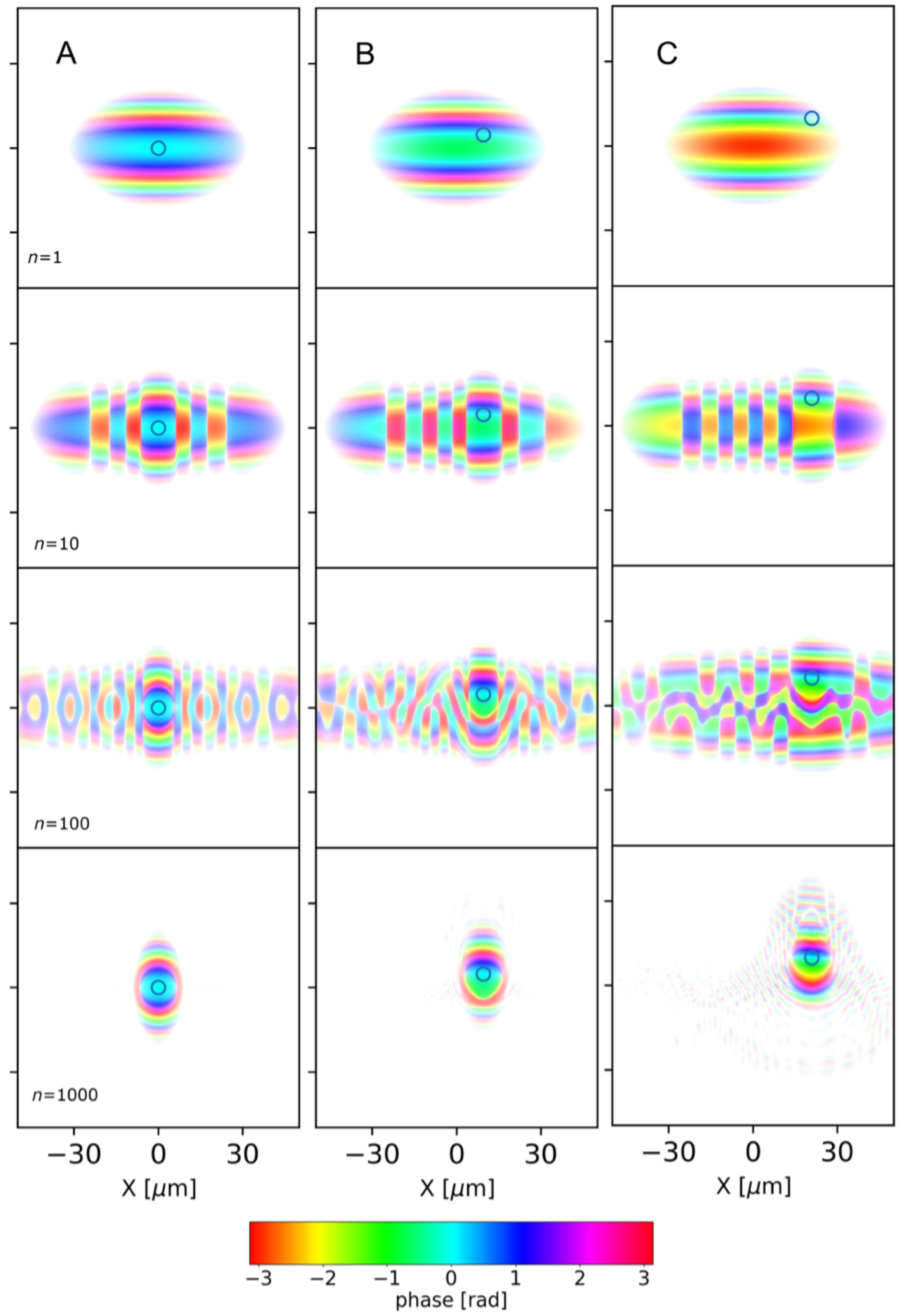 A B C
n=1
n=10
n=100
n=1000
−30 0 30 −30 0 30 −30 0 30
X [μm] X [μm] X [μm]
−3 −2 −1 0 1 2 3
phase [rad]